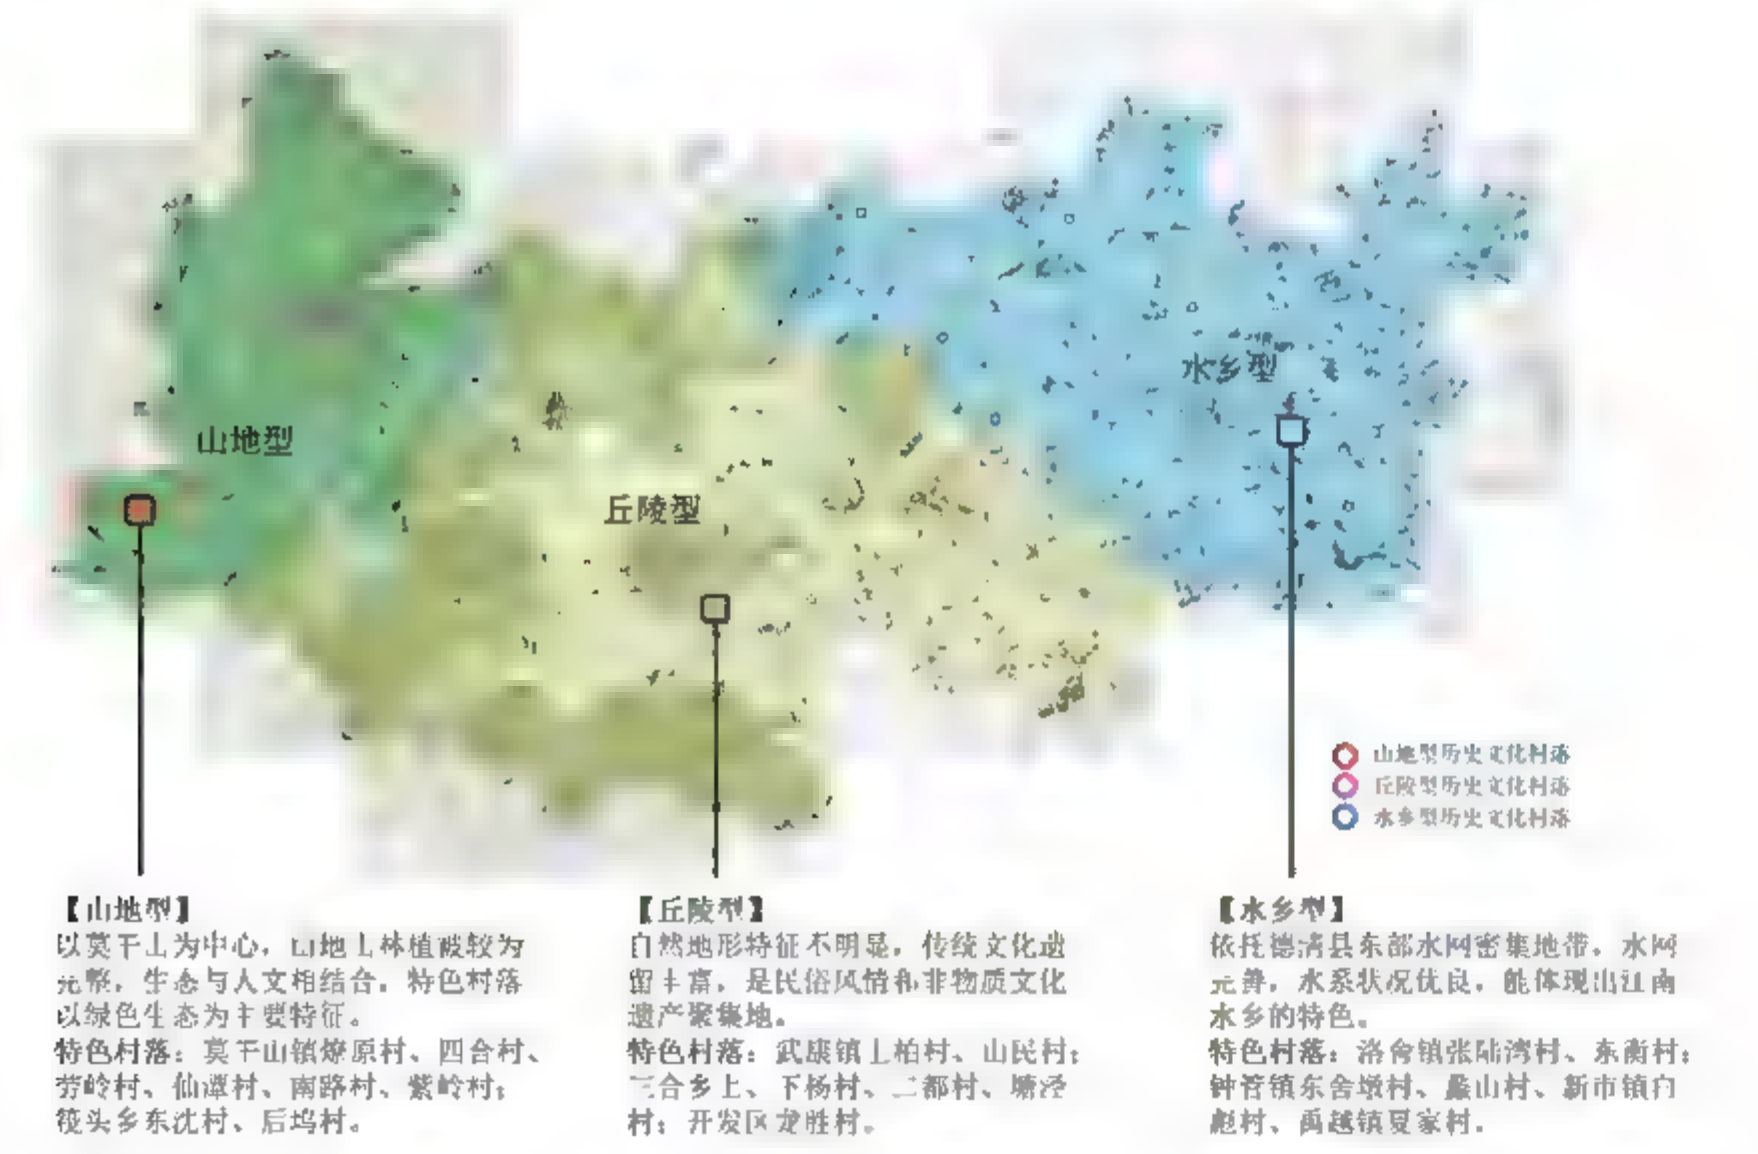 水乡型
山地型
丘陵型
山地型历史文化村落
丘陵型历史文化村落
水乡型历史文化村落
【山地型】
以莫干山为中心，山地上林植被较为
完整，生态与人文相结合。特色村落
以绿色生态为主要特征。
特色村落：莫干山镇燎原村、四合村、
劳岭村、仙潭村、南路村、紫岭村；
筏头乡东沈村、后坞村。
【丘陵型】
自然地形特征不明显，传统文化遗
留丰富，是民俗风情和非物质文化
遗产聚集地。
特色村落：武康镇上柏村、山民村；
三合乡上、下杨村、二都村、塘泾
村；开发区龙胜村。
【水乡型】
依托德清县东部水网密集地带，水网
完善，水系状况优良，能体现出江南
水乡的特色。
特色村落：洛舍镇张陆湾村、东衡村；
钟管镇东舍墩村、蠡山村、新市镇白
彪村、禹越镇夏家村.